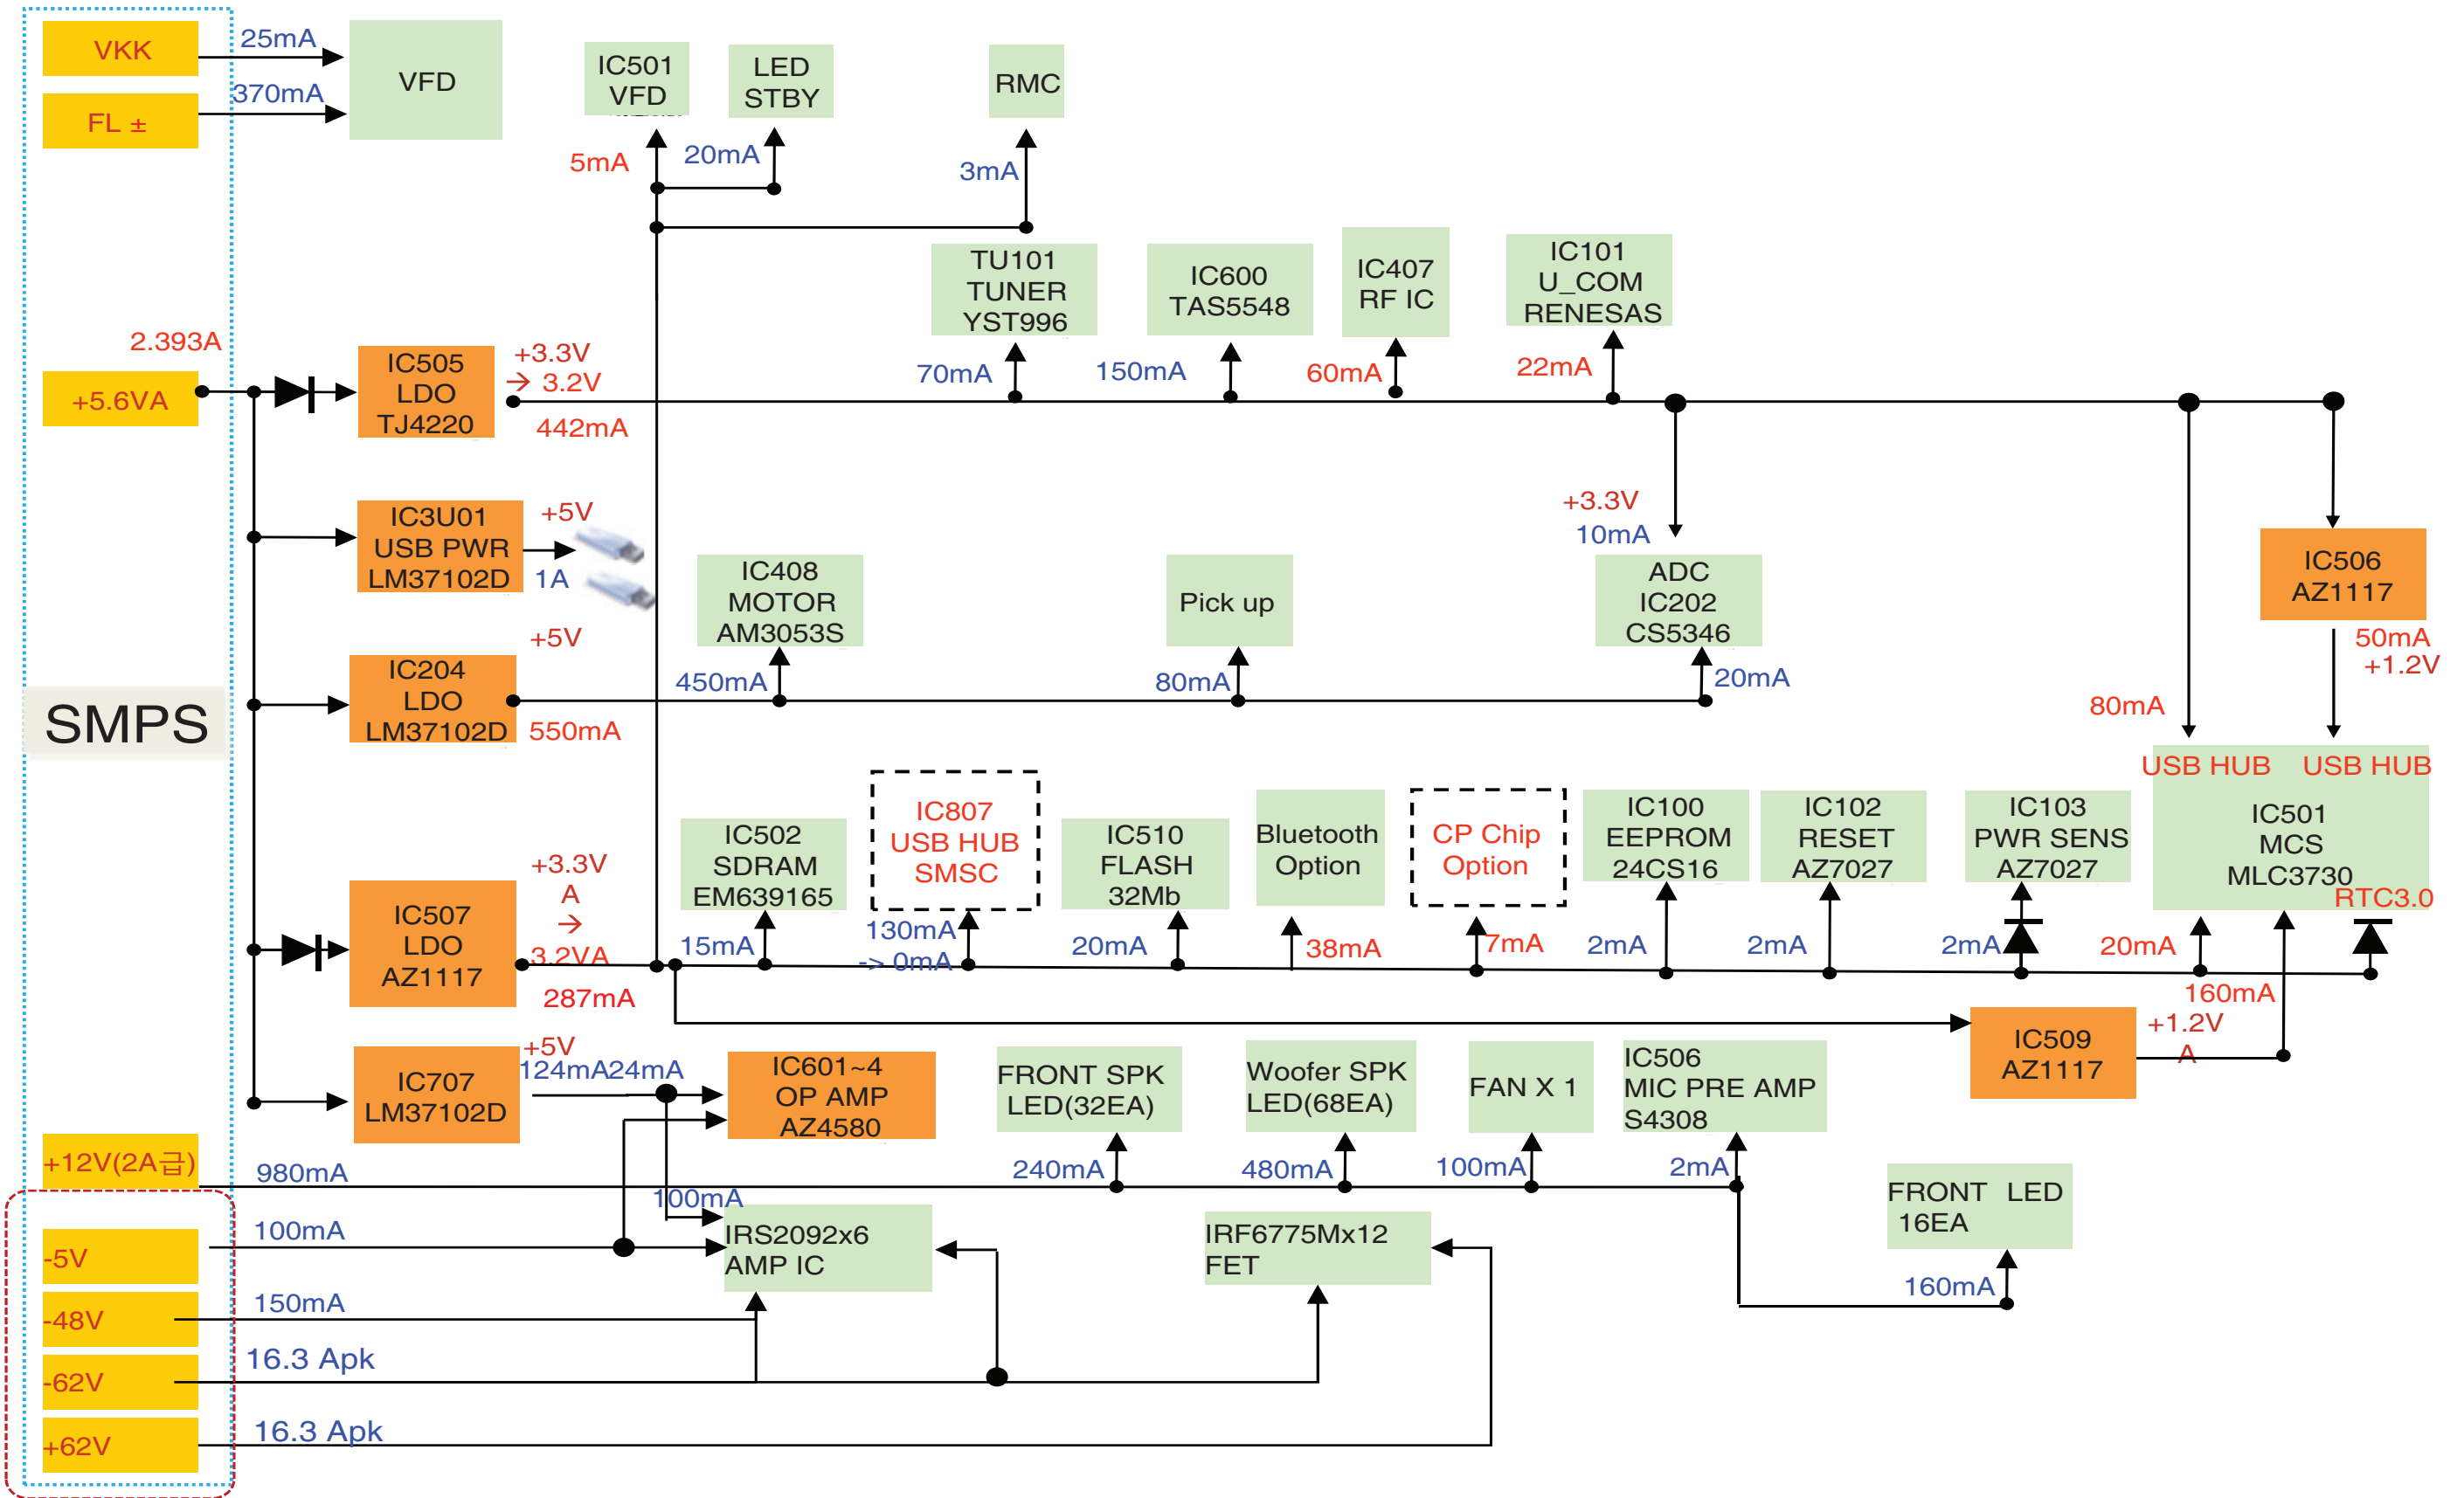 VKK
25mA
VFD
370mA
FL ±
IC501
VFD
5mA
LED
STBY
20mA
RMC
3mA
TU101
TUNER
YST996
70mA
IC600
TAS5548
150mA
IC407
RF IC
60mA
IC101
U_COM
RENESAS
22mA
2.393A
+5.6VA
IC505
LDO
TJ4220
+3.3V
→ 3.2V
442mA
IC3U01
USB PWR
LM37102D
+5V
1A
+3.3V
10mA
IC506
AZ1117
50mA
+1.2V
IC408
MOTOR
AM3053S
450mA
Pick up
80mA
ADC
IC202
CS5346
20mA
+5V
IC204
LDO
LM37102D
550mA
SMPS
80mA
USB HUB
USB HUB
IC501
MCS
MLC3730
RTC3.0
IC502
SDRAM
EM639165
15mA
IC807
USB HUB
SMSC
130mA
-> 0mA
IC510
FLASH
32Mb
20mA
Bluetooth
Option
38mA
CP Chip
Option
7mA
IC100
EEPROM
24CS16
2mA
IC102
RESET
AZ7027
2mA
IC103
PWR SENS
AZ7027
2mA
20mA
IC507
LDO
AZ1117
+3.3V
A
→
3.2VA
287mA
160mA
IC509
AZ1117
+1.2V
A
IC707
LM37102D
+5V
124mA
24mA
IC601~4
OP AMP
AZ4580
FRONT SPK
LED(32EA)
240mA
Woofer SPK
LED(68EA)
480mA
FAN X 1
100mA
IC506
MIC PRE AMP
S4308
2mA
+12V(2A급)
980mA
100mA
FRONT LED
16EA
160mA
-5V
100mA
IRS2092x6
AMP IC
IRF6775Mx12
FET
-48V
150mA
-62V
16.3 Apk
+62V
16.3 Apk